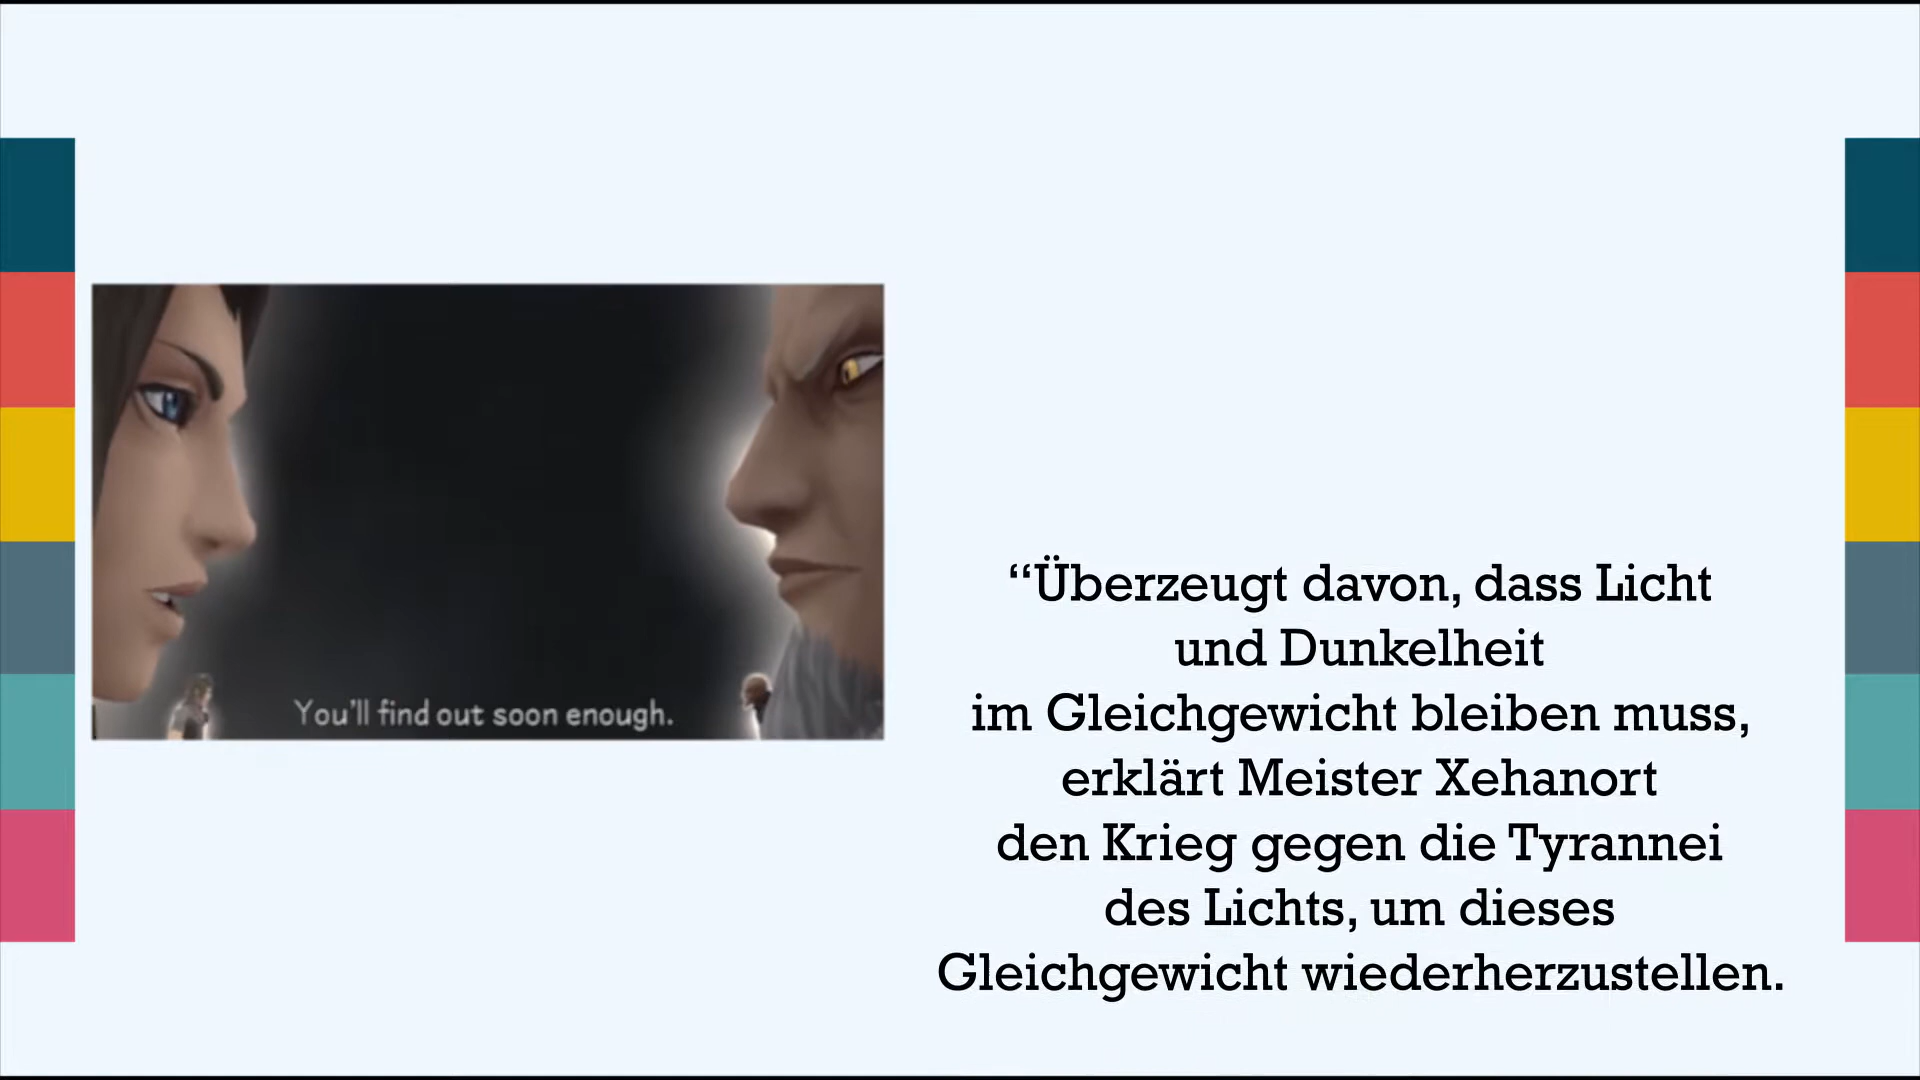 You'll find out soon enough.
“Überzeugt davon, dass Licht
und Dunkelheit
im Gleichgewicht bleiben muss,
erklärt Meister Xehanort
den Krieg gegen die Tyrannei
des Lichts, um dieses
Gleichgewicht wiederherzustellen.